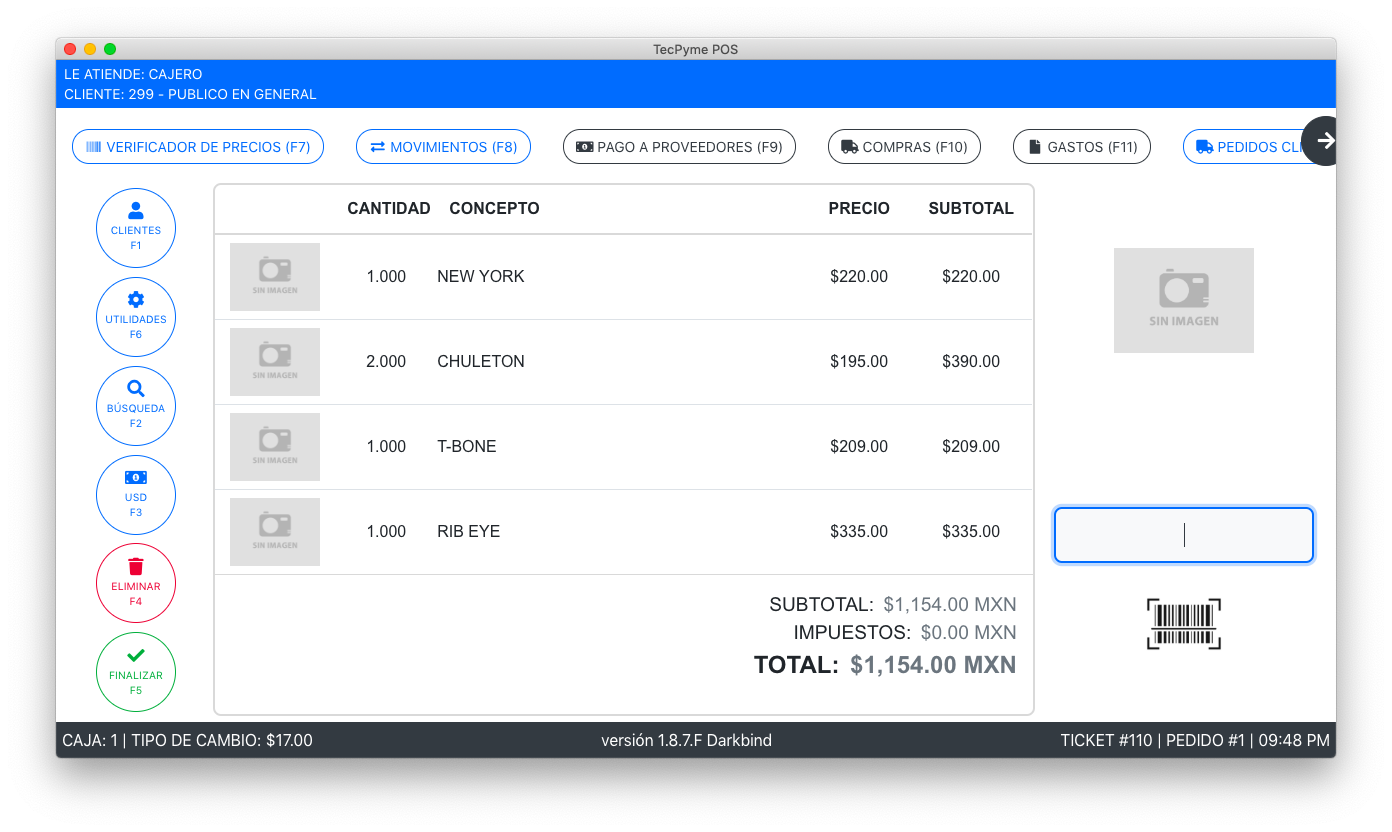 TecPyme POS
LE ATIENDE: CAJERO
CLIENTE: 299 - PUBLICO EN GENERAL
VERIFICADOR DE PRECIOS (F7) MOVIMIENTOS (F8) PAGO A PROVEEDORES (F9) COMPRAS (F10) GASTOS (F11) PEDIDOS
CLIENTES
F1
UTILIDADES
F6
BÚSQUEDA
F2
USD
F3
ELIMINAR
F4
FINALIZAR
F5
CANTIDAD CONCEPTO PRECIO SUBTOTAL
SIN IMAGEN 1.000 NEW YORK $220.00 $220.00
SIN IMAGEN 2.000 CHULETON $195.00 $390.00
SIN IMAGEN 1.000 T-BONE $209.00 $209.00
SIN IMAGEN 1.000 RIB EYE $335.00 $335.00
SUBTOTAL: $1,154.00 MXN
IMPUESTOS: $0.00 MXN
TOTAL: $1,154.00 MXN
SIN IMAGEN
CAJA: 1 | TIPO DE CAMBIO: $17.00 versión 1.8.7.F Darkbind TICKET #110 | PEDIDO #1 | 09:48 PM